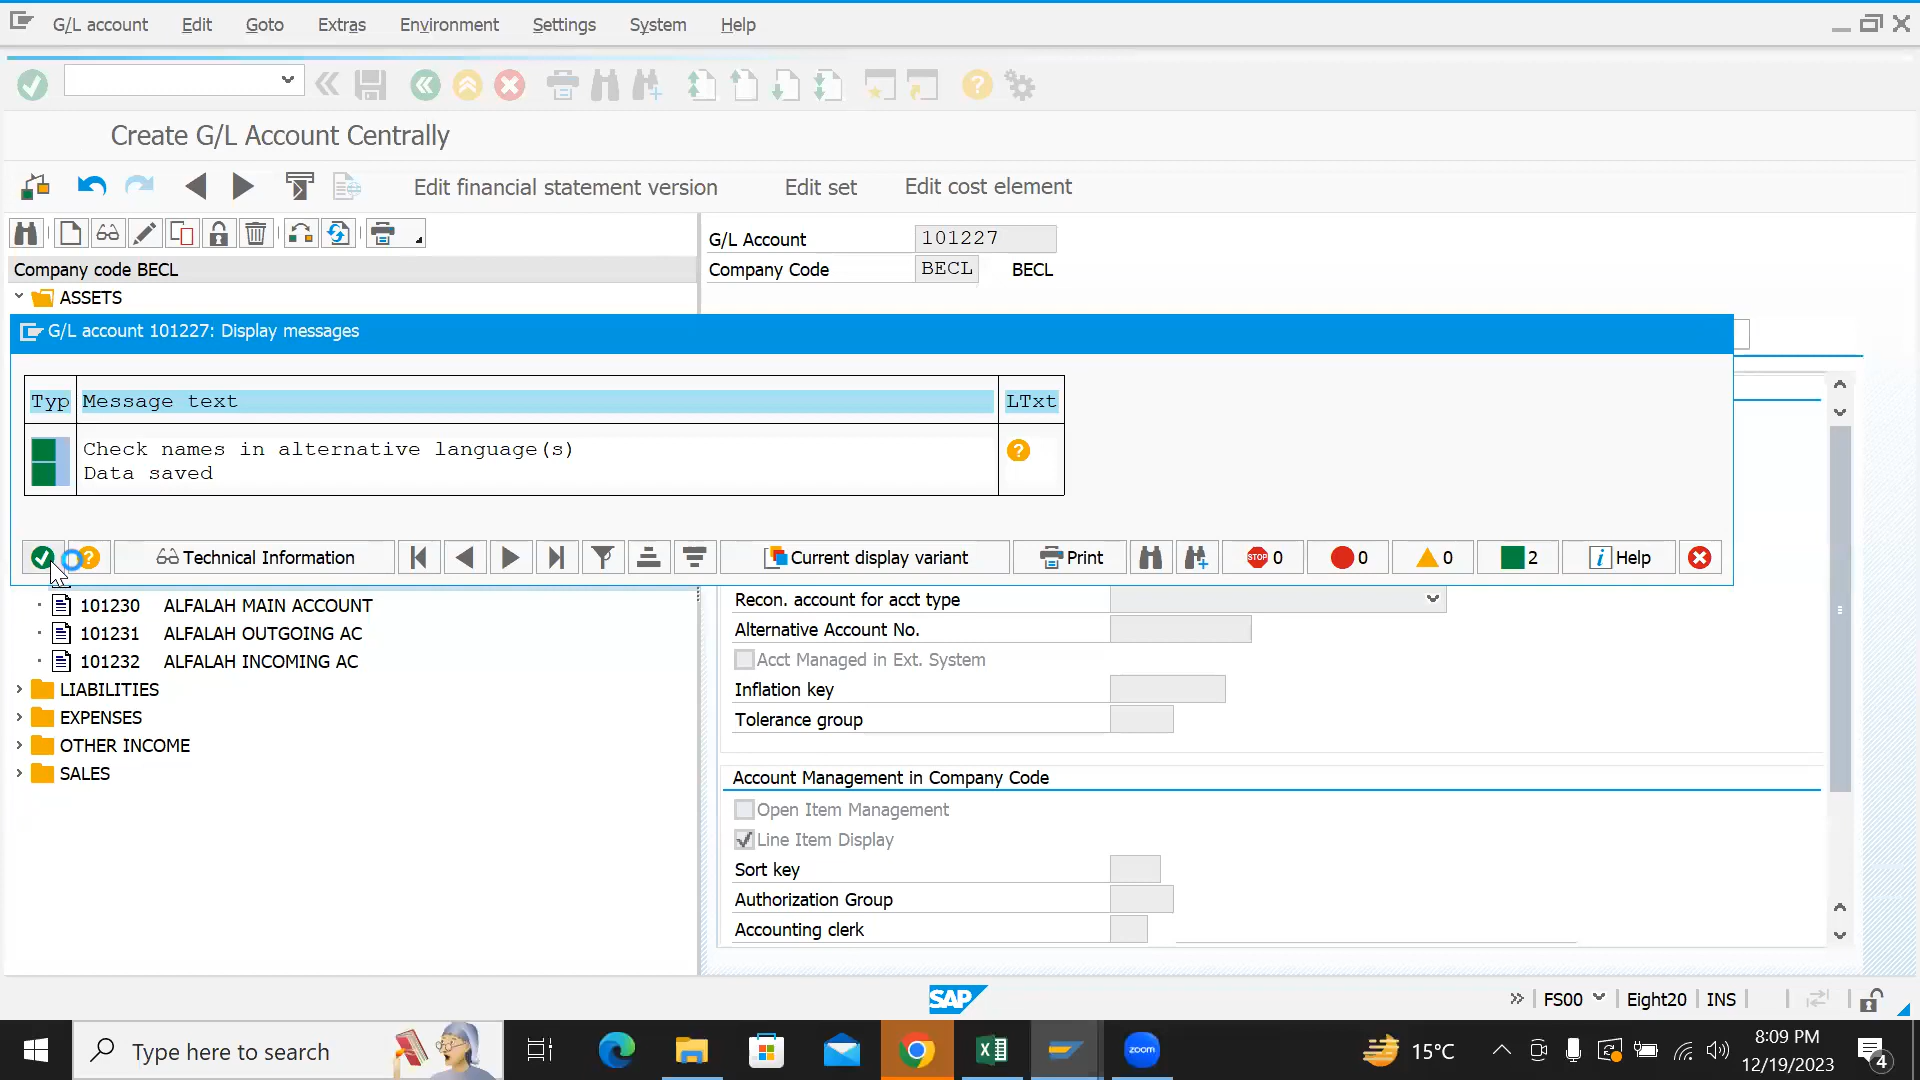 G/L account Edit Goto Extras Environment Settings System Help
Create G/L Account Centrally
Edit financial statement version Edit set Edit cost element
G/L Account 101227
Company code BECL
Company Code BECL BECL
ASSETS
G/L account 101227: Display messages
Typ Message text LTxt
Check names in alternative language(s)
Data saved
Technical Information Current display variant Print STOP 0 0 0 2 Help
101230 ALFALAH MAIN ACCOUNT
101231 ALFALAH OUTGOING AC
101232 ALFALAH INCOMING AC
LIABILITIES
EXPENSES
OTHER INCOME
SALES
Recon. account for acct type
Alternative Account No.
Acct Managed in Ext. System
Inflation key
Tolerance group
Account Management in Company Code
Open Item Management
Line Item Display
Sort key
Authorization Group
Accounting clerk
SAP
FS00 Eight20 INS
Type here to search
zoom
15°C
8:09 PM
12/19/2023
4